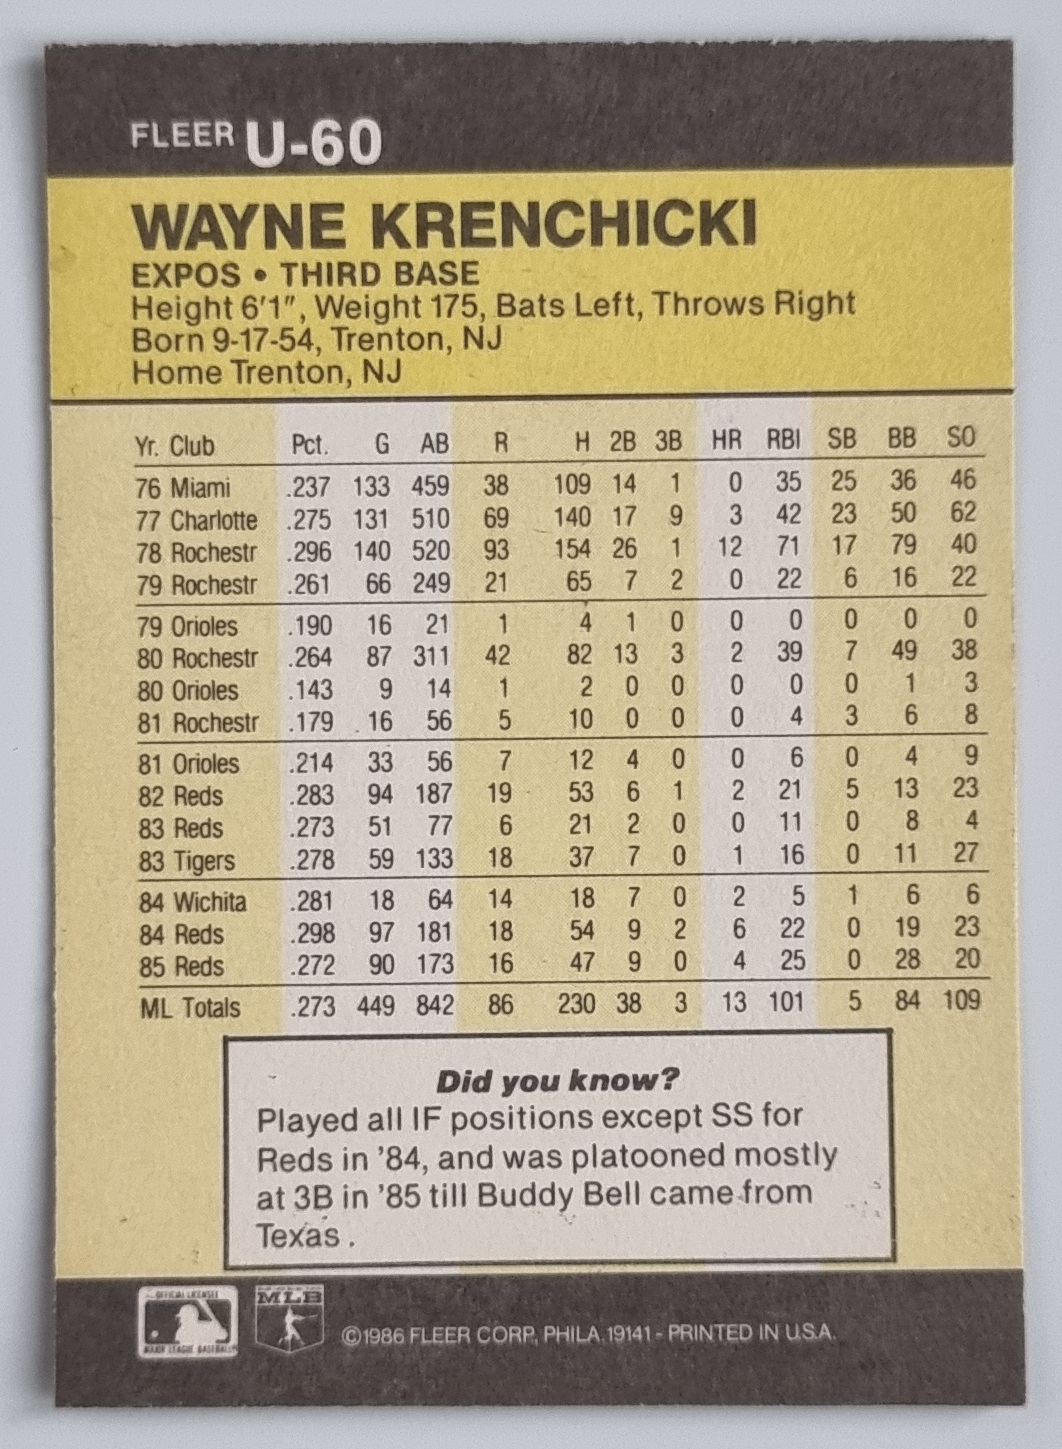 FLEER U-60
WAYNE KRENCHICKI
EXPOS • THIRD BASE
Height 6'1", Weight 175, Bats Left, Throws Right
Born 9-17-54, Trenton, NJ
Home Trenton, NJ
Yr. Club Pct. G AB R H 2B 3B HR RBI SB BB SO
76 Miami .237 133 459 38 109 14 1 0 35 25 36 46
77 Charlotte .275 131 510 69 140 17 9 3 42 23 50 62
78 Rochestr .296 140 520 93 154 26 1 12 71 17 79 40
79 Rochestr .261 66 249 21 65 7 2 0 22 6 16 22
79 Orioles .190 16 21 1 4 1 0 0 0 0 0 0
80 Rochestr .264 87 311 42 82 13 3 2 39 7 49 38
80 Orioles .143 9 14 1 2 0 0 0 0 0 1 3
81 Rochestr .179 16 56 5 10 0 0 0 4 3 6 8
81 Orioles .214 33 56 7 12 4 0 0 6 0 4 9
82 Reds .283 94 187 19 53 6 1 2 21 5 13 23
83 Reds .273 51 77 6 21 2 0 0 11 0 8 4
83 Tigers .278 59 133 18 37 7 0 1 16 0 11 27
84 Wichita .281 18 64 14 18 7 0 2 5 1 6 6
84 Reds .298 97 181 18 54 9 2 6 22 0 19 23
85 Reds .272 90 173 16 47 9 0 4 25 0 28 20
ML Totals .273 449 842 86 230 38 3 13 101 5 84 109
Did you know?
Played all IF positions except SS for
Reds in '84, and was platooned mostly
at 3B in '85 till Buddy Bell came from
Texas .
OFFICIAL LICENSEE
MAJOR LEAGUE BASEBALL
MLB
©1986 FLEER CORP., PHILA. 19141 - PRINTED IN U.S.A.